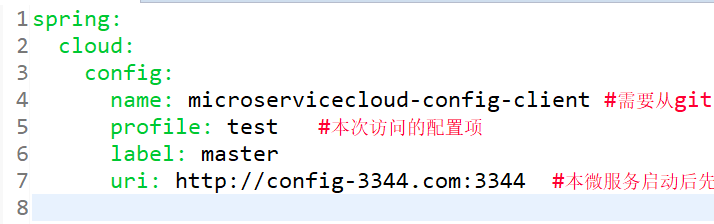 1 spring:
2 cloud:
3 config:
4 name: microservicecloud-config-client #需要从git
5 profile: test #本次访问的配置项
6 label: master
7 uri: http://config-3344.com:3344 #本微服务启动后先
8